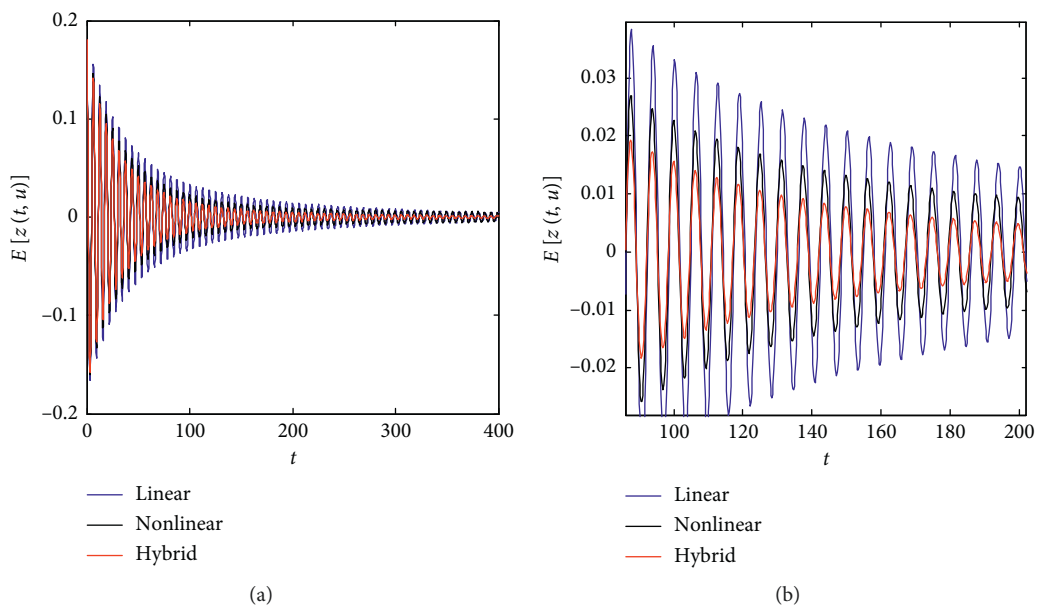 0.2
0.1
0
−0.1
−0.2
E [z (t, u)]
0
100
200
300
400
t
Linear
Nonlinear
Hybrid
(a)
0.03
0.02
0.01
0
−0.01
−0.02
E [z (t, u)]
100
120
140
160
180
200
t
Linear
Nonlinear
Hybrid
(b)